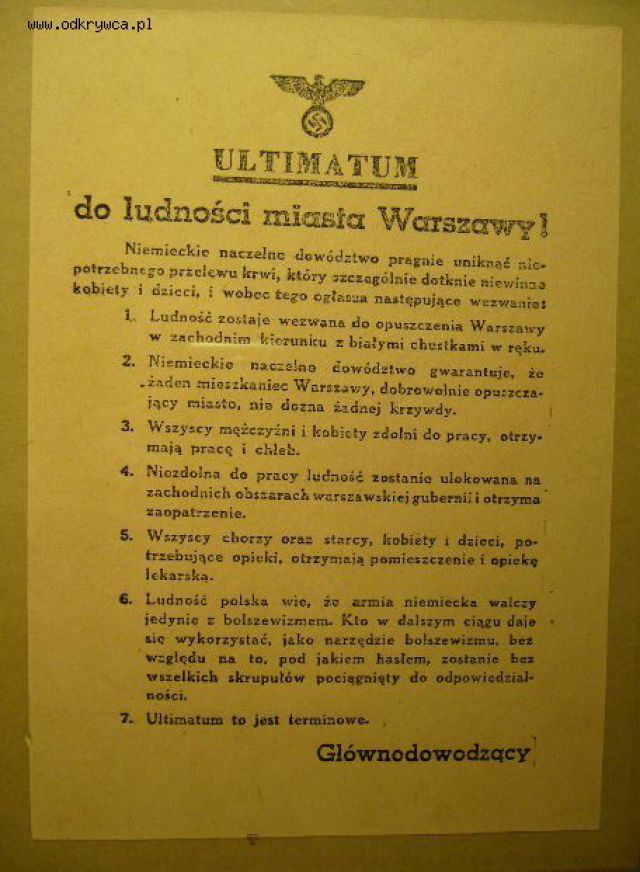 www.odkrywca.pl
ULTIMATUM
do ludności miasta Warszawy!
Niemieckie naczelne dowództwo pragnie uniknąć nie-
potrzebnego przelewu krwi, który szczególnie dotknie niewinne
kobiety i dzieci, i wobec tego ogłasza następujące wezwanie:
1. Ludność zostaje wezwana do opuszczenia Warszawy
w zachodnim kierunku z białymi chustkami w ręku.
2. Niemieckie naczelne dowództwo gwarantuje, że
żaden mieszkaniec Warszawy, dobrowolnie opuszcza-
jący miasto, nie dozna żadnej krzywdy.
3. Wszyscy mężczyźni i kobiety zdolni do pracy, otrzy-
mają pracę i chleb.
4. Niezdolna do pracy ludność zostanie ulokowana na
zachodnich obszarach warszawskiej gubernii i otrzyma
zaopatrzenie.
5. Wszyscy chorzy oraz starcy, kobiety i dzieci, po-
trzebujące opieki, otrzymają pomieszczenie i opiekę
lekarską.
6. Ludność polska wie, że armia niemiecka walczy
jedynie z bolszewizmem. Kto w dalszym ciągu daje
się wykorzystać, jako narzędzie bolszewizmu, bez
względu na to, pod jakiem hasłem, zostanie bez
wszelkich skrupułów pociągnięty do odpowiedzial-
ności.
7. Ultimatum to jest terminowe.
Głównodowodzący